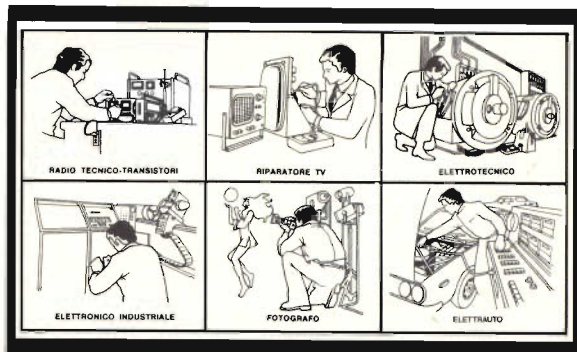 RADIO TECNICO-TRANSISTORI
RIPARATORE TV
ELETTROTECNICO
ELETTRONICO INDUSTRIALE
FOTOGRAFO
ELETTRAUTO